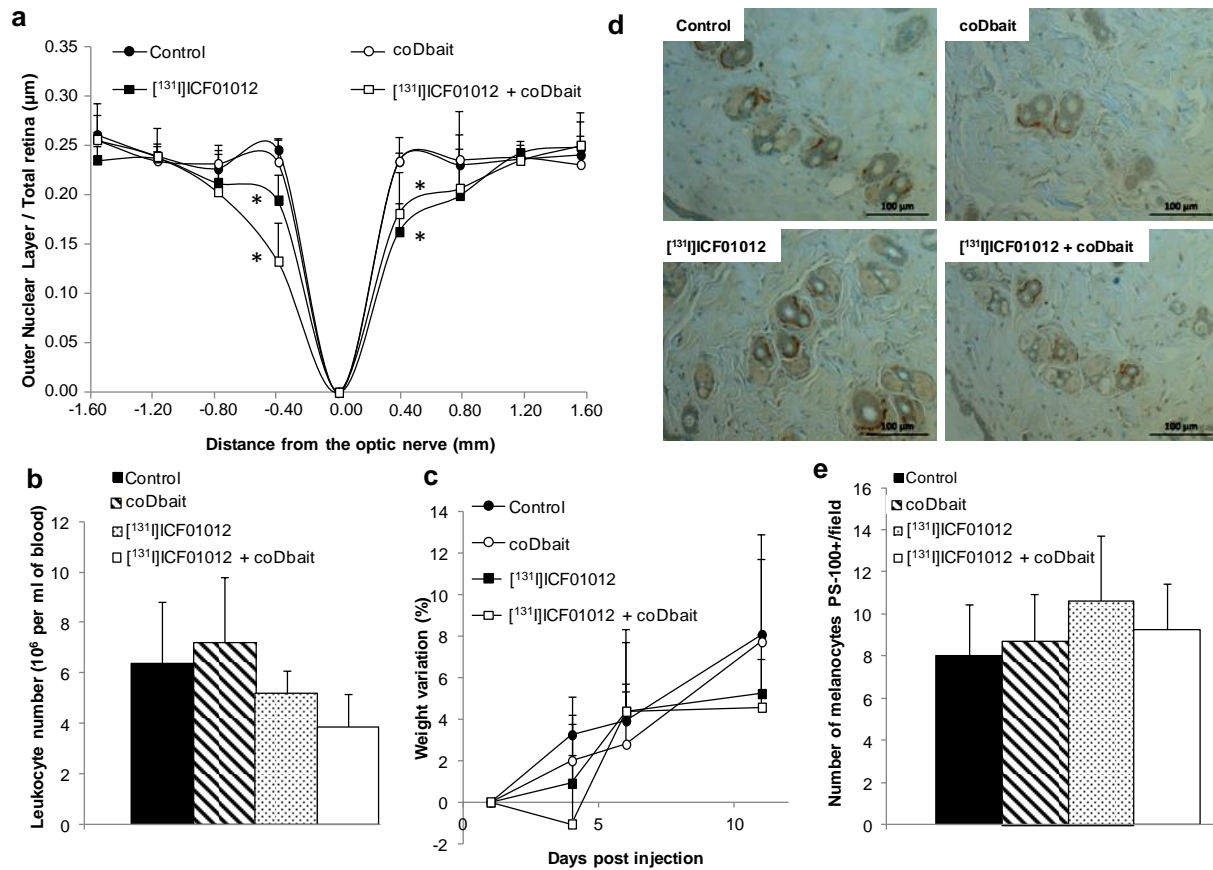 a
Outer Nuclear Layer / Total retina (µm)
0.35
0.30
0.25
0.20
0.15
0.10
0.05
0.00
Control
coDbait
[¹³¹I]ICF01012
[¹³¹I]ICF01012 + coDbait
*
*
*
*
-1.60
-1.20
-0.80
-0.40
0.00
0.40
0.80
1.20
1.60
Distance from the optic nerve (mm)
d
Control
100 µm
coDbait
100 µm
[¹³¹I]ICF01012
100 µm
[¹³¹I]ICF01012 + coDbait
100 µm
b
Control
coDbait
[¹³¹I]ICF01012
[¹³¹I]ICF01012 + coDbait
Leukocyte number (10⁶ per ml of blood)
12
10
8
6
4
2
0
c
Control
coDbait
[¹³¹I]ICF01012
[¹³¹I]ICF01012 + coDbait
Weight variation (%)
14
12
10
8
6
4
2
0
-2
0
5
10
Days post injection
e
Control
coDbait
[¹³¹I]ICF01012
[¹³¹I]ICF01012 + coDbait
Number of melanocytes PS-100+/field
16
14
12
10
8
6
4
2
0